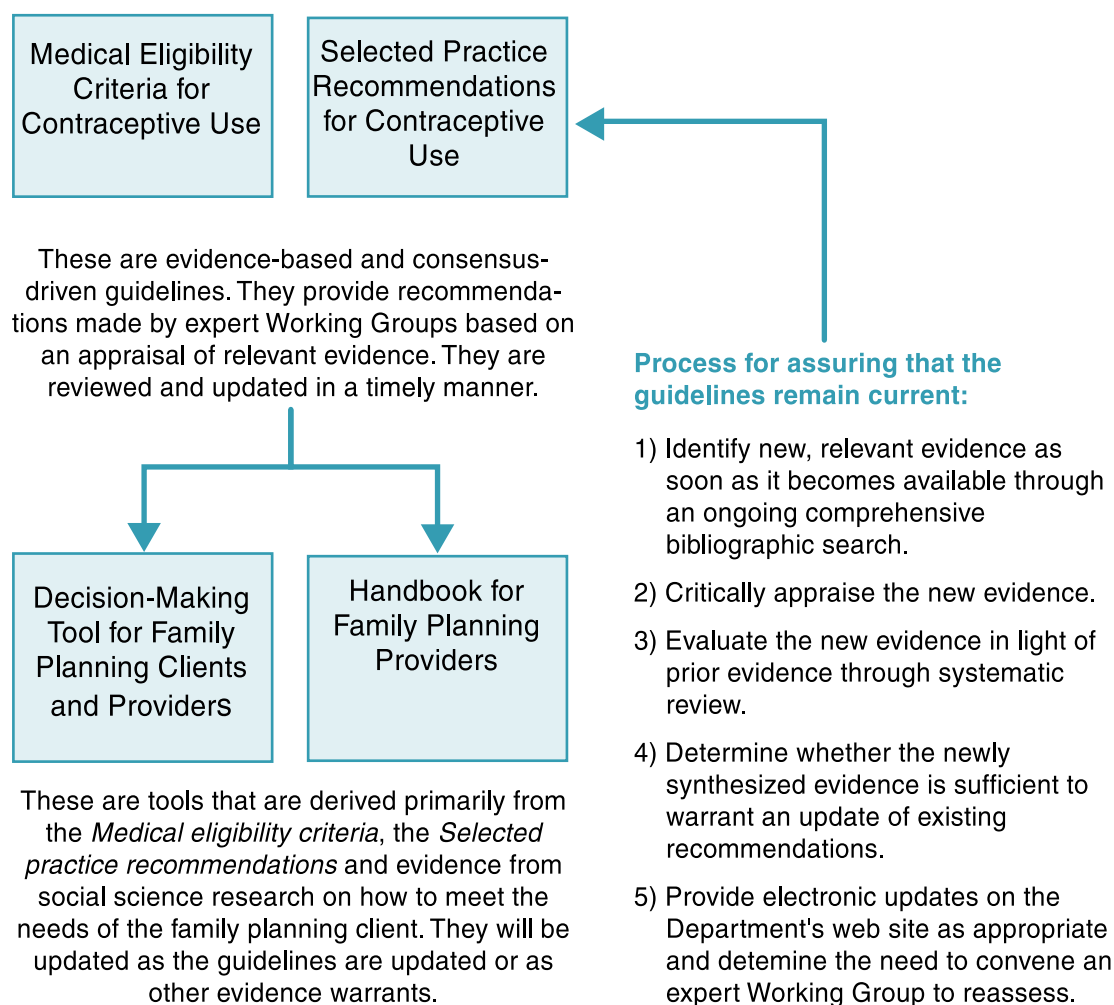 Medical Eligibility
Criteria for
Contraceptive Use
Selected Practice
Recommendations
for Contraceptive
Use
These are evidence-based and consensus-
driven guidelines. They provide recommenda-
tions made by expert Working Groups based on
an appraisal of relevant evidence. They are
reviewed and updated in a timely manner.
Decision-Making
Tool for Family
Planning Clients
and Providers
Handbook for
Family Planning
Providers
These are tools that are derived primarily from
the Medical eligibility criteria, the Selected
practice recommendations and evidence from
social science research on how to meet the
needs of the family planning client. They will be
updated as the guidelines are updated or as
other evidence warrants.
Process for assuring that the
guidelines remain current:
1) Identify new, relevant evidence as
soon as it becomes available through
an ongoing comprehensive
bibliographic search.
2) Critically appraise the new evidence.
3) Evaluate the new evidence in light of
prior evidence through systematic
review.
4) Determine whether the newly
synthesized evidence is sufficient to
warrant an update of existing
recommendations.
5) Provide electronic updates on the
Department's web site as appropriate
and detemine the need to convene an
expert Working Group to reassess.